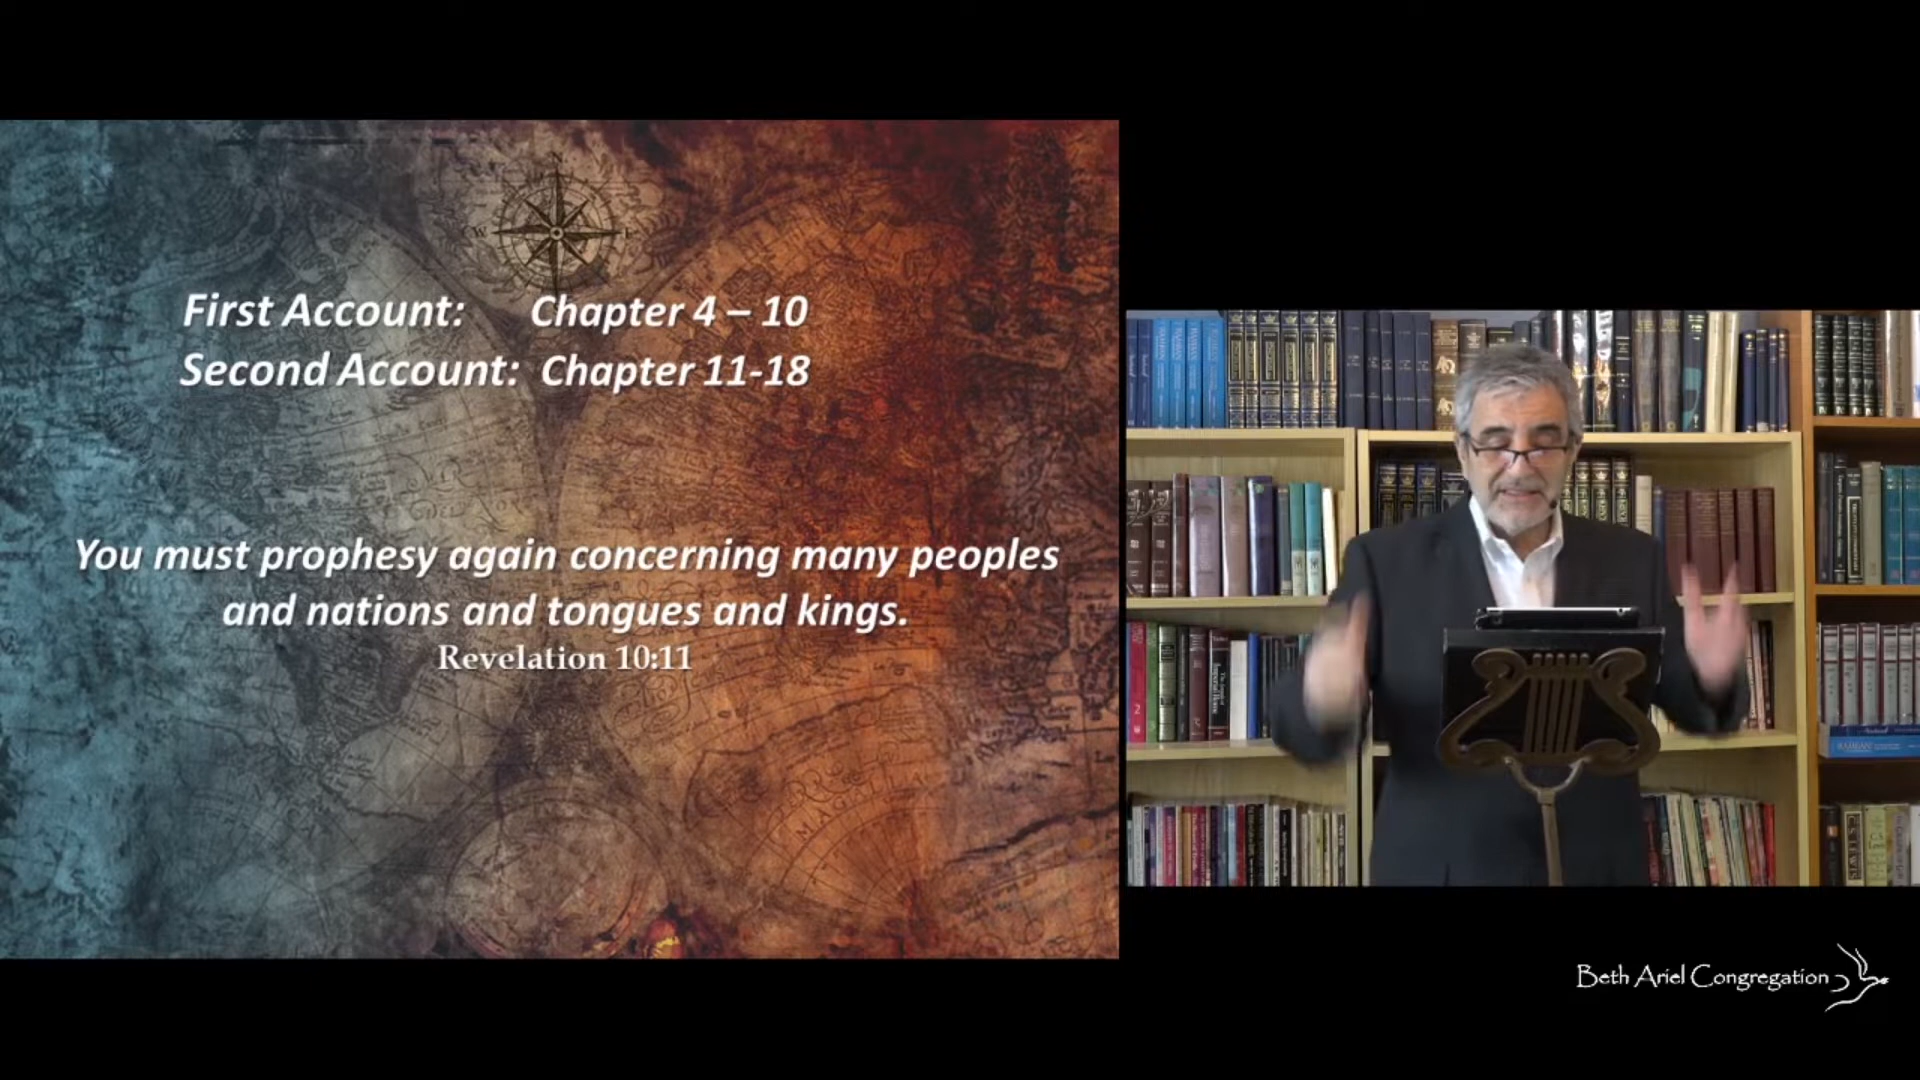 First Account: Chapter 4 – 10
Second Account: Chapter 11-18
You must prophesy again concerning many peoples
and nations and tongues and kings.
Revelation 10:11
Beth Ariel Congregation